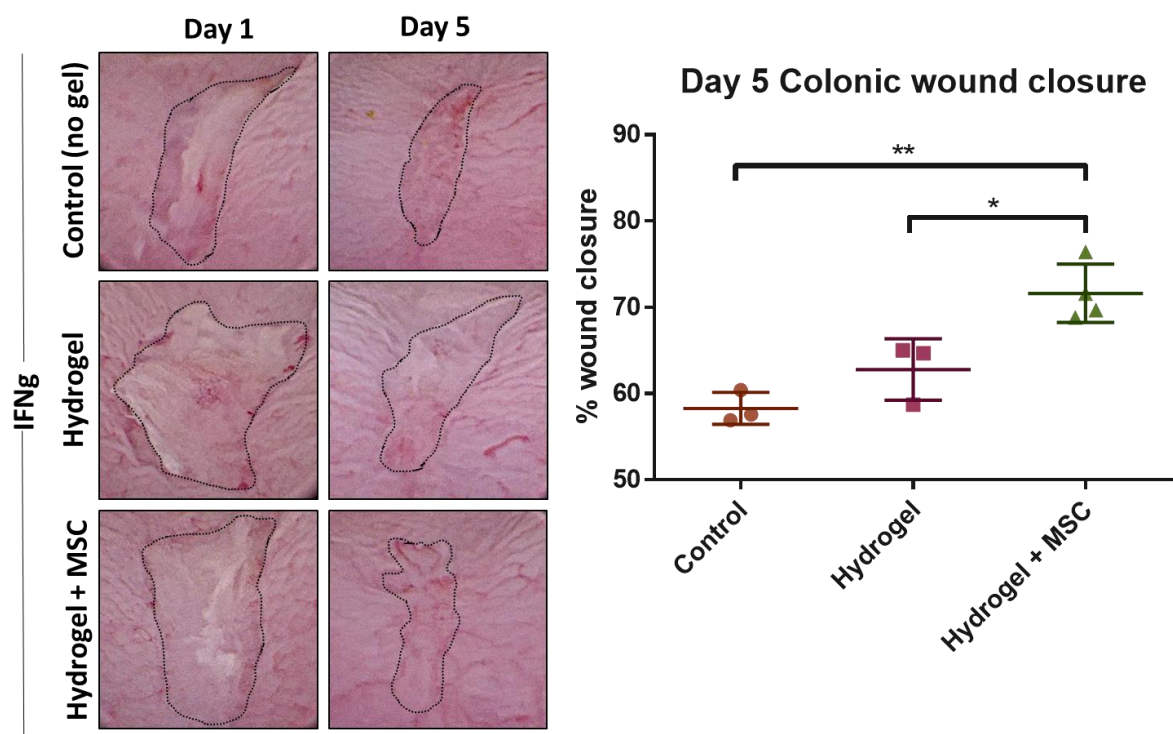 Day 1
Day 5
Control (no gel)
Hydrogel
Hydrogel + MSC
IFNg
Day 5 Colonic wound closure
% wound closure
90
80
70
60
50
**
*
Control
Hydrogel
Hydrogel + MSC